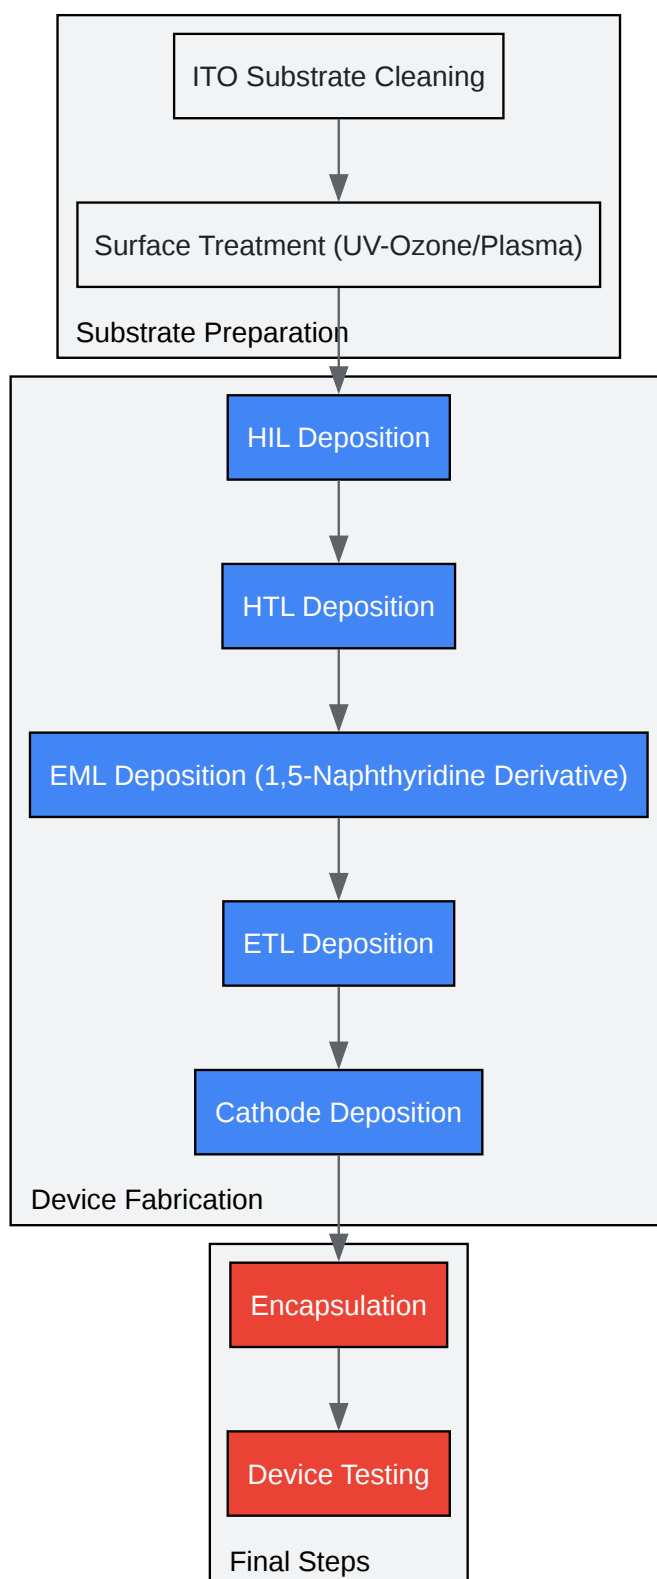 ITO Substrate Cleaning
Surface Treatment (UV-Ozone/Plasma)
Substrate Preparation
HIL Deposition
HTL Deposition
EML Deposition (1,5-Naphthyridine Derivative)
ETL Deposition
Cathode Deposition
Device Fabrication
Encapsulation
Device Testing
Final Steps